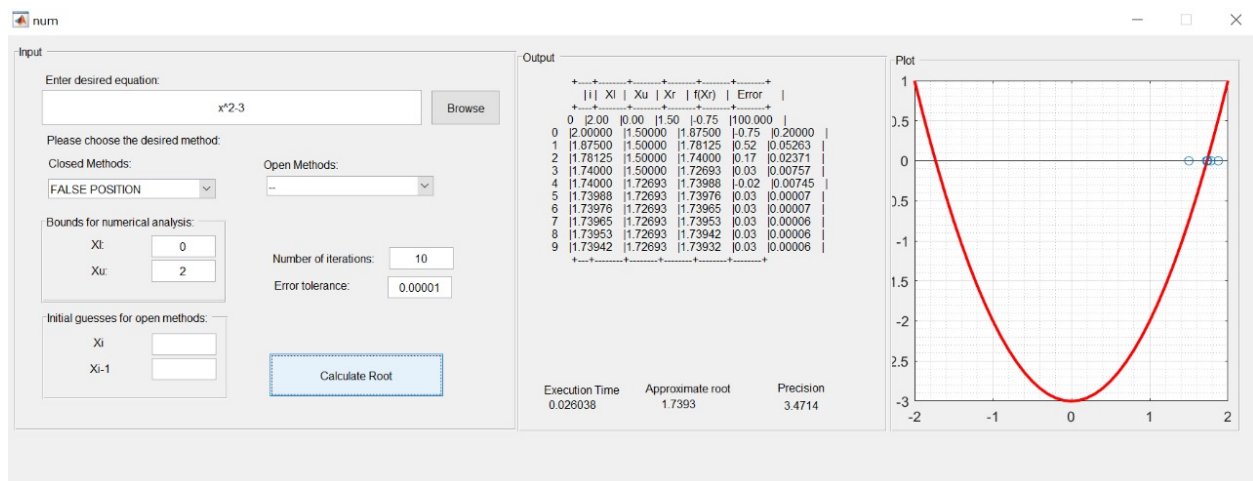 num
Input
Enter desired equation:
x^2-3
Browse
Please choose the desired method:
Closed Methods:
Open Methods:
FALSE POSITION
--
Bounds for numerical analysis:
Xl:
0
Xu:
2
Number of iterations:
10
Error tolerance:
0.00001
Initial guesses for open methods:
Xi
Xi-1
Calculate Root
Output
+----+--------+--------+--------+--------+--------+
|i| Xl | Xu | Xr | f(Xr) | Error |
+----+--------+--------+--------+--------+--------+
0 |2.00 |0.00 |1.50 |-0.75 |100.000 |
0 |2.00000 |1.50000 |1.87500 |-0.75 |0.20000 |
1 |1.87500 |1.50000 |1.78125 |0.52 |0.05263 |
2 |1.78125 |1.50000 |1.74000 |0.17 |0.02371 |
3 |1.74000 |1.50000 |1.72693 |0.03 |0.00757 |
4 |1.74000 |1.72693 |1.73988 |-0.02 |0.00745 |
5 |1.73988 |1.72693 |1.73976 |0.03 |0.00007 |
6 |1.73976 |1.72693 |1.73965 |0.03 |0.00007 |
7 |1.73965 |1.72693 |1.73953 |0.03 |0.00006 |
8 |1.73953 |1.72693 |1.73942 |0.03 |0.00006 |
9 |1.73942 |1.72693 |1.73932 |0.03 |0.00006 |
+---+--------+--------+--------+--------+
Execution Time
Approximate root
Precision
0.026038
1.7393
3.4714
Plot
1
0.5
0
0.5
-1
1.5
-2
2.5
-3
-2 -1 0 1 2